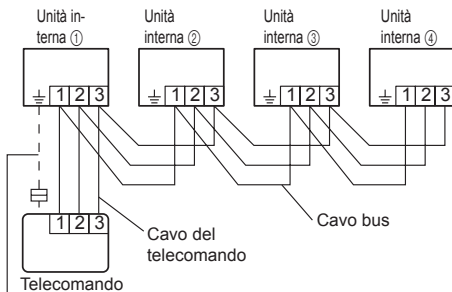 Unità in-
terna ①
Unità
interna ②
Unità
interna ③
Unità
interna ④
1 2 3
1 2 3
1 2 3
1 2 3
1 2 3
Cavo del
telecomando
Cavo bus
Telecomando